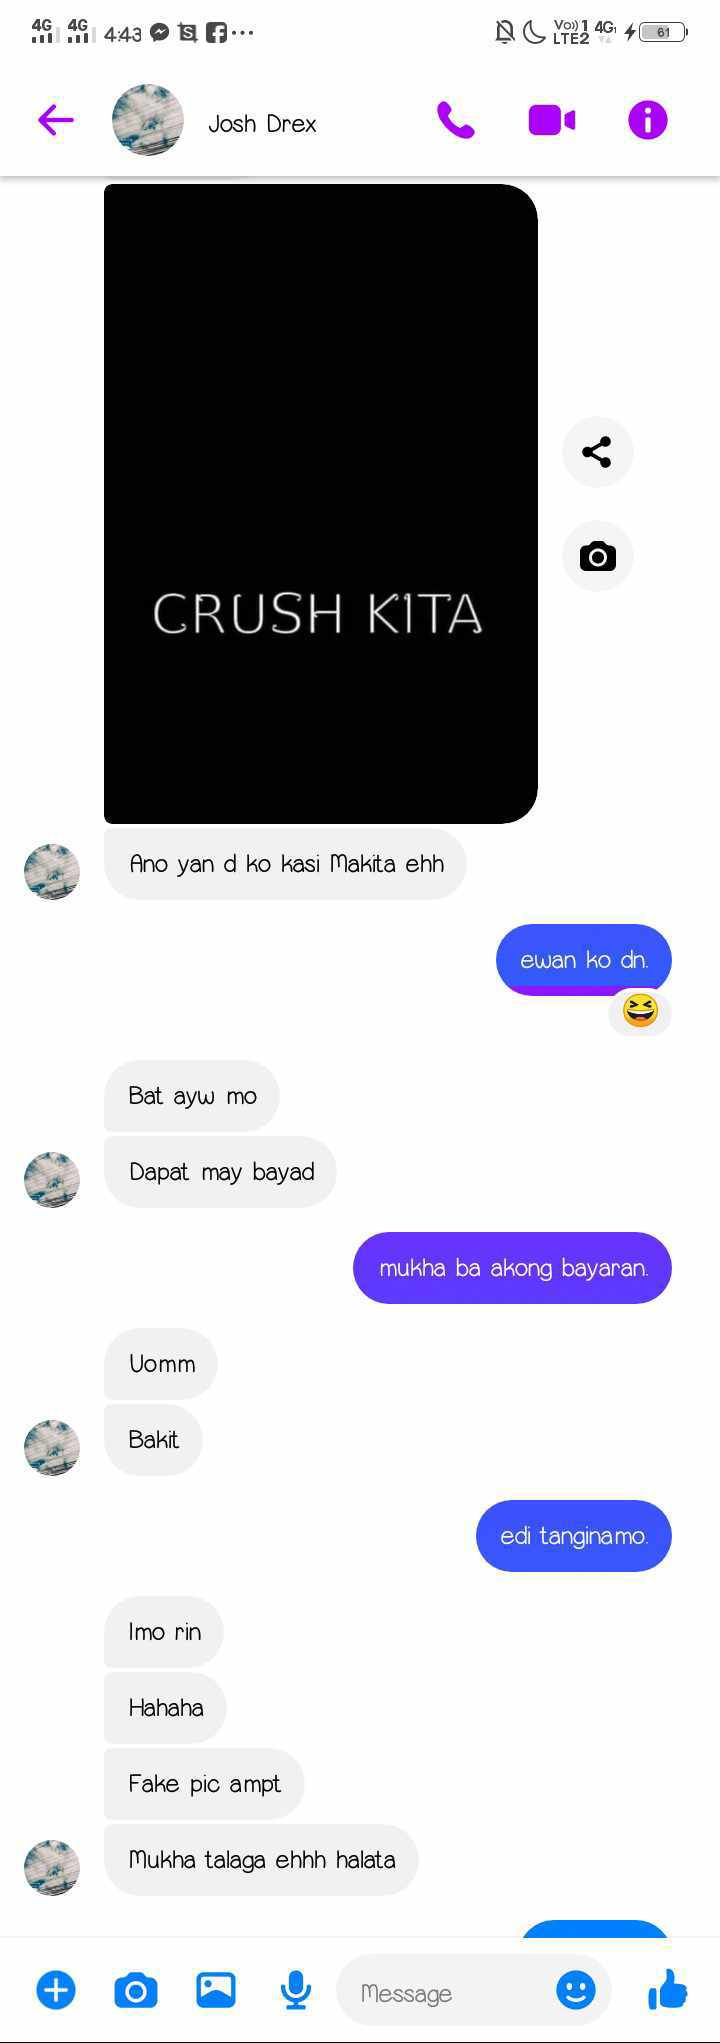 4G 4G 4:43 Vo)) 1 4G
LTE2 61
Josh Drex
CRUSH KITA
Ano yan d ko kasi Makita ehh
ewan ko dn.
Bat ayw mo
Dapat may bayad
mukha ba akong bayaran.
Uomm
Bakit
edi tanginamo.
Imo rin
Hahaha
Fake pic ampt
Mukha talaga ehhh halata
Message